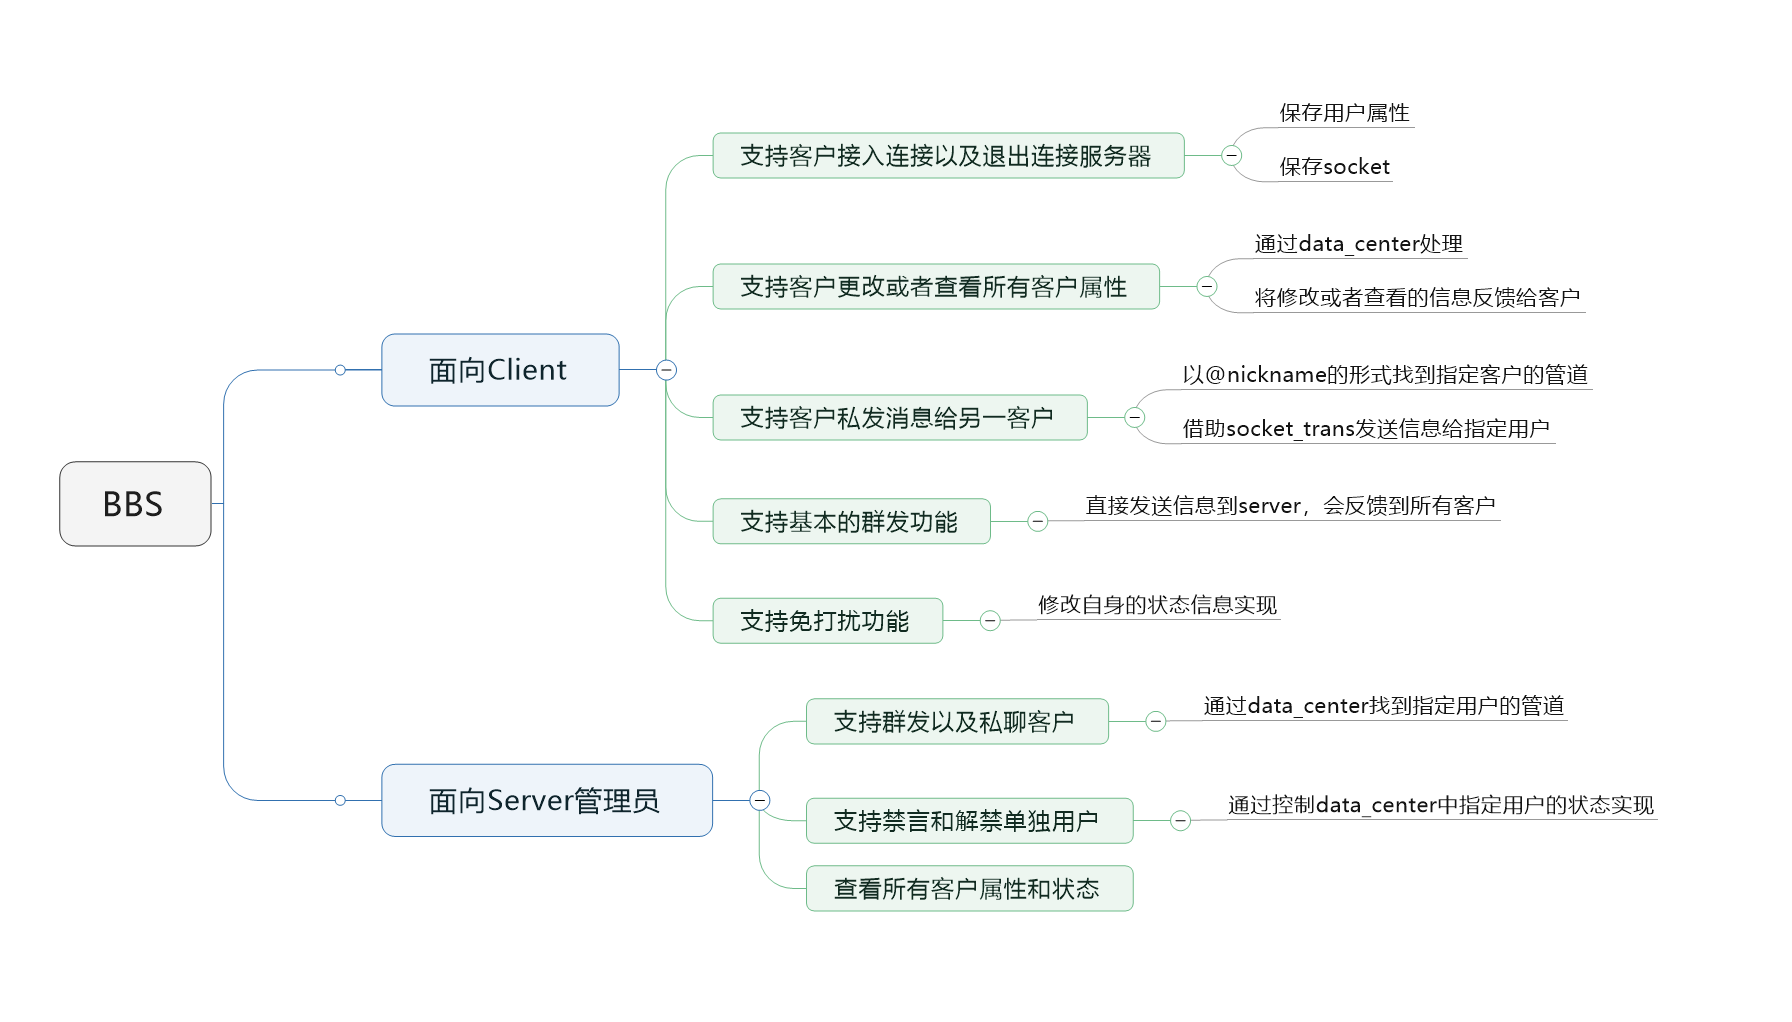 BBS
面向Client
支持客户接入连接以及退出连接服务器
保存用户属性
保存socket
支持客户更改或者查看所有客户属性
通过data_center处理
将修改或者查看的信息反馈给客户
支持客户私发消息给另一客户
以@nickname的形式找到指定客户的管道
借助socket_trans发送信息给指定用户
支持基本的群发功能
直接发送信息到server，会反馈到所有客户
支持免打扰功能
修改自身的状态信息实现
面向Server管理员
支持群发以及私聊客户
通过data_center找到指定用户的管道
支持禁言和解禁单独用户
通过控制data_center中指定用户的状态实现
查看所有客户属性和状态